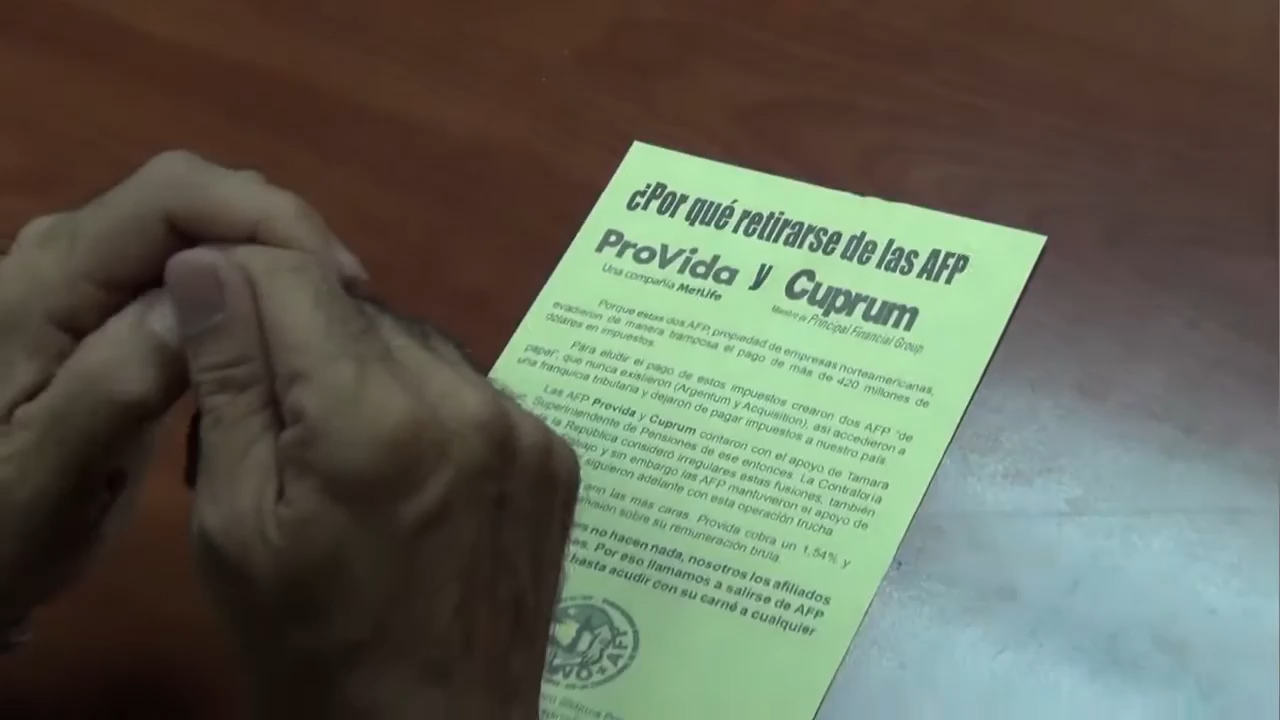 ¿Por qué retirarse de las AFP
ProVida y Cuprum
Una compañía MetLife
Principal Financial Group
Porque estas dos AFP, propiedad de empresas norteamericanas,
evadieron de manera tramposa el pago de más de 420 millones de
dólares en impuestos.
Para eludir el pago de estos impuestos crearon dos AFP "de
papel", que nunca existieron (Argentum y Acquisition), así accedieron a
una franquicia tributaria y dejaron de pagar impuestos a nuestro país.
Las AFP Provida y Cuprum contaron con el apoyo de Tamara
Superintendente de Pensiones de ese entonces. La Contraloría
la República consideró irregulares estas fusiones, también
y sin embargo las AFP mantuvieron el apoyo de
siguieron adelante con esta operación trucha
las más caras. Provida cobra un 1,54% y
sobre su remuneración bruta.
no hacen nada, nosotros los afiliados
Por eso llamamos a salirse de AFP
hasta acudir con su carné a cualquier
NO + AFP